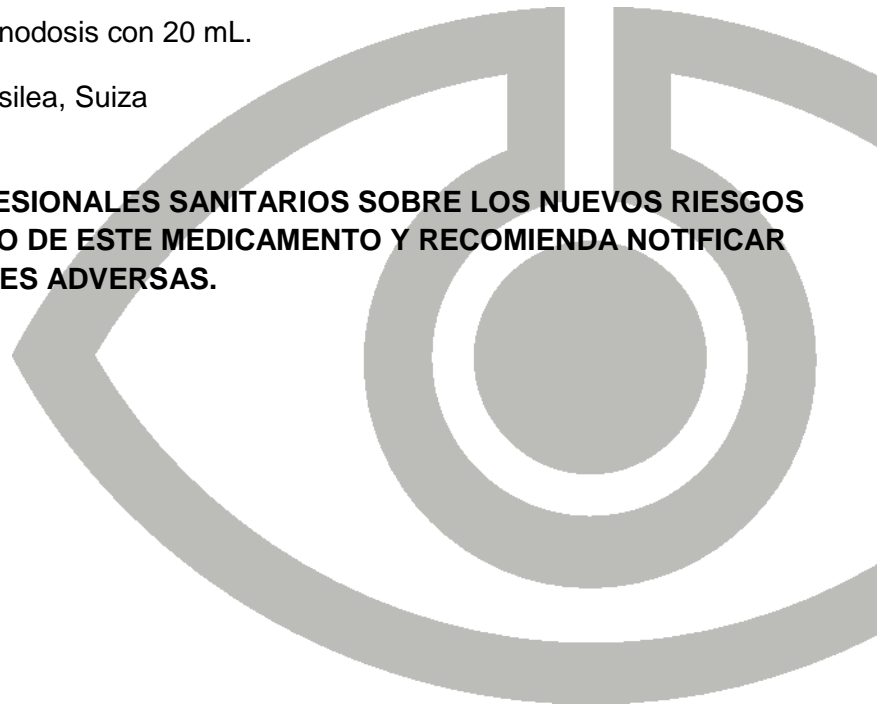 nodosis con 20 mL.
silea, Suiza
ESIONALES SANITARIOS SOBRE LOS NUEVOS RIESGOS
O DE ESTE MEDICAMENTO Y RECOMIENDA NOTIFICAR
ES ADVERSAS.